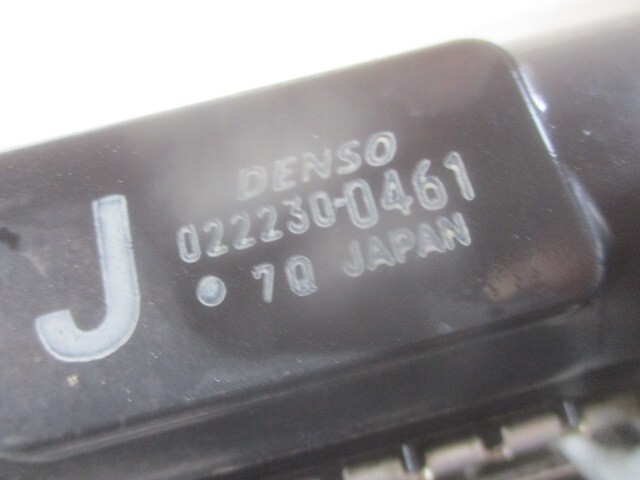 DENSO
J
022230-0461
• 7Q JAPAN